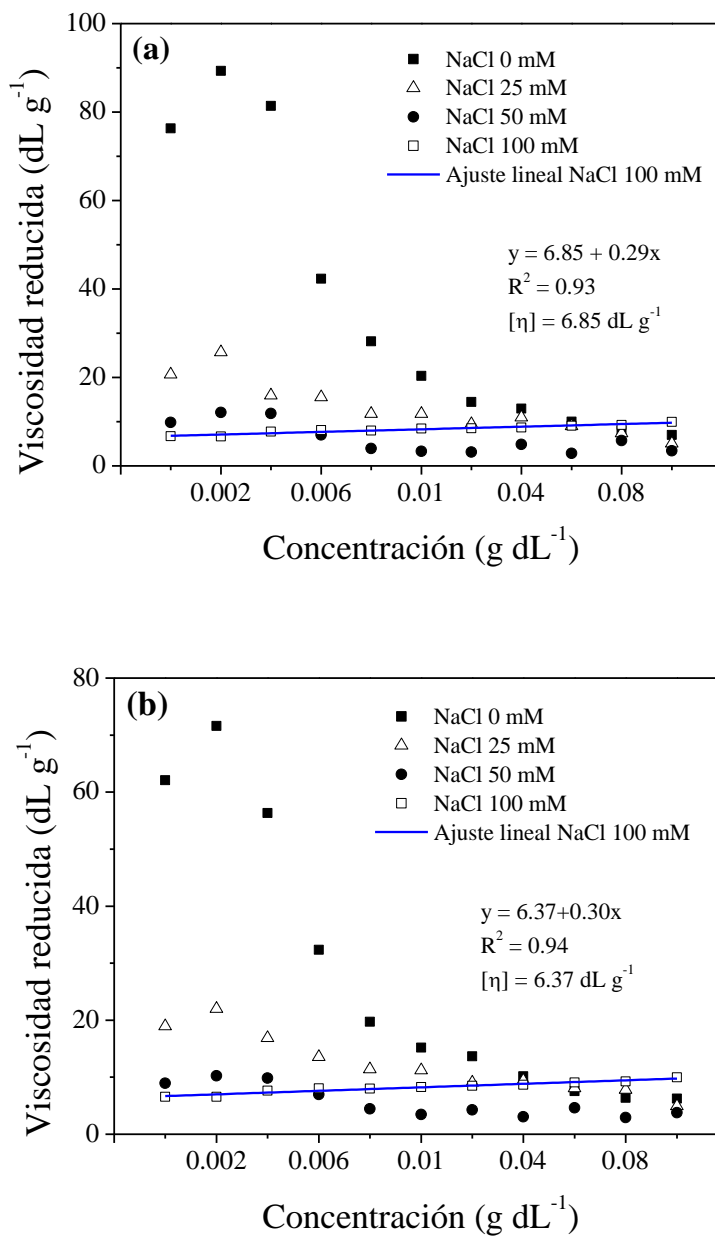 (a)
NaCl 0 mM
NaCl 25 mM
NaCl 50 mM
NaCl 100 mM
Ajuste lineal NaCl 100 mM
y = 6.85 + 0.29x
R² = 0.93
[η] = 6.85 dL g⁻¹
100
80
60
40
20
0
Viscosidad reducida (dL g⁻¹)
0.002 0.006 0.01 0.04 0.08
Concentración (g dL⁻¹)
(b)
NaCl 0 mM
NaCl 25 mM
NaCl 50 mM
NaCl 100 mM
Ajuste lineal NaCl 100 mM
y = 6.37+0.30x
R² = 0.94
[η] = 6.37 dL g⁻¹
80
60
40
20
0
Viscosidad reducida (dL g⁻¹)
0.002 0.006 0.01 0.04 0.08
Concentración (g dL⁻¹)